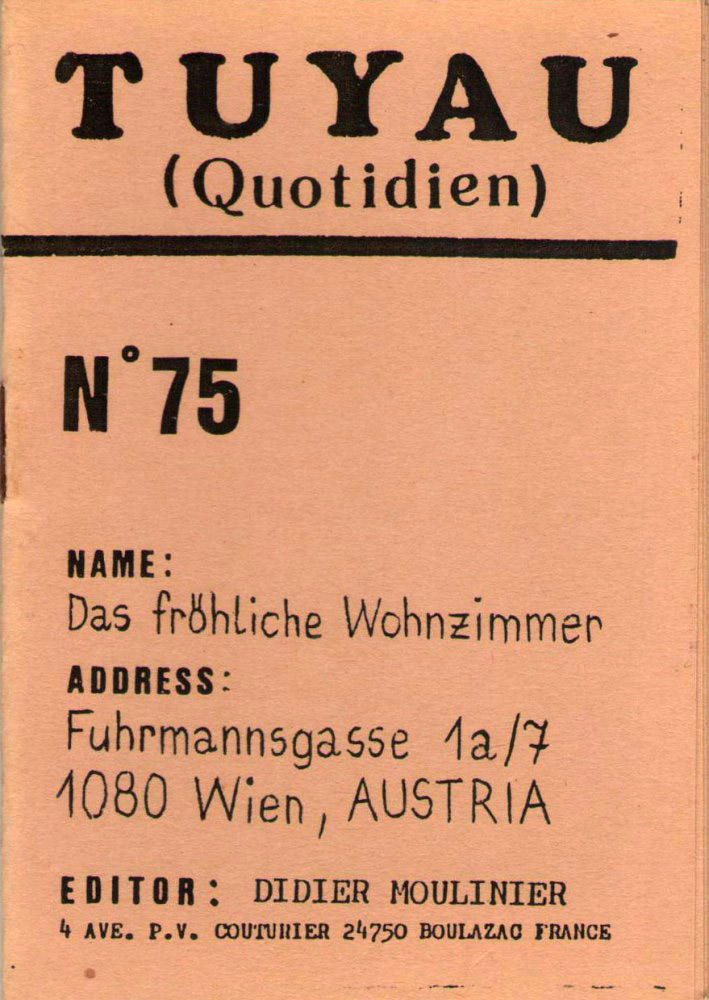 TUYAU
(Quotidien)
N° 75
NAME:
Das fröhliche Wohnzimmer
ADDRESS:
Fuhrmannsgasse 1a/7
1080 Wien, AUSTRIA
EDITOR: DIDIER MOULINIER
4 AVE. P.V. COUTURIER 24750 BOULAZAC FRANCE